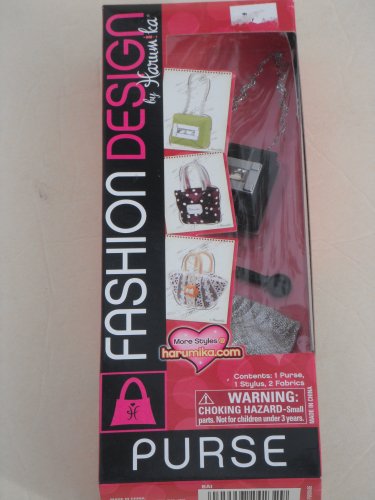 FASHION DESIGN
by Harumika®
More Styles @
harumika.com
Contents: 1 Purse,
1 Stylus, 2 Fabrics
WARNING:
CHOKING HAZARD-Small
parts. Not for children under 3 years.
MADE IN CHINA
PURSE